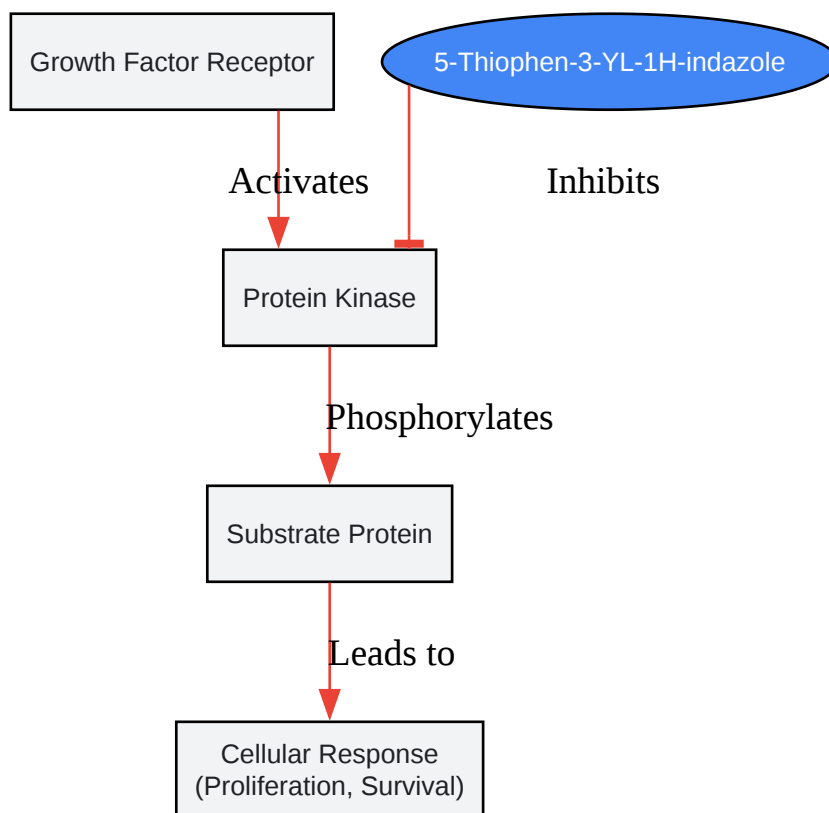 Growth Factor Receptor
5-Thiophen-3-YL-1H-indazole
Activates
Inhibits
Protein Kinase
Phosphorylates
Substrate Protein
Leads to
Cellular Response
(Proliferation, Survival)